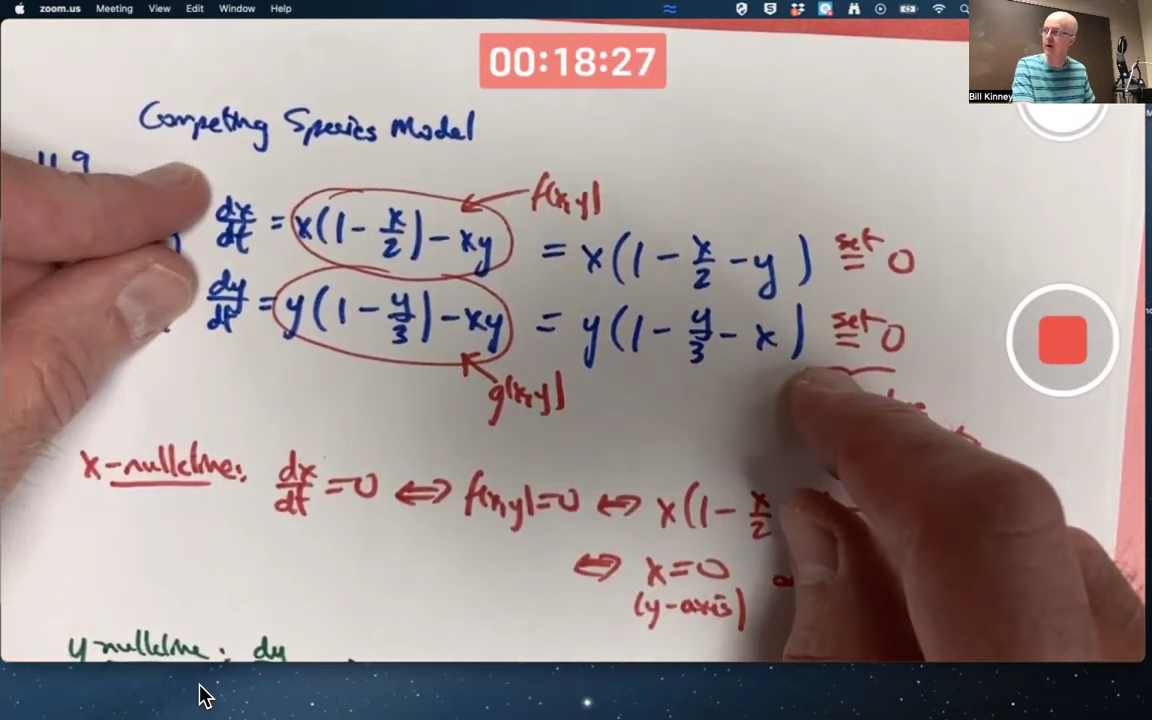 zoom.us Meeting View Edit Window Help
00:18:27
Bill Kinney
Competing Species Model
11.9
dx/dt = x(1 - x/2) - xy = x(1 - x/2 - y) set = 0
f(x,y)
dy/dt = y(1 - y/3) - xy = y(1 - y/3 - x) set = 0
g(x,y)
x-nullcline: dx/dt = 0 ⇔ f(x,y) = 0 ⇔ x(1 - x/2
⇔ x = 0
(y-axis)
y-nullcline: dy